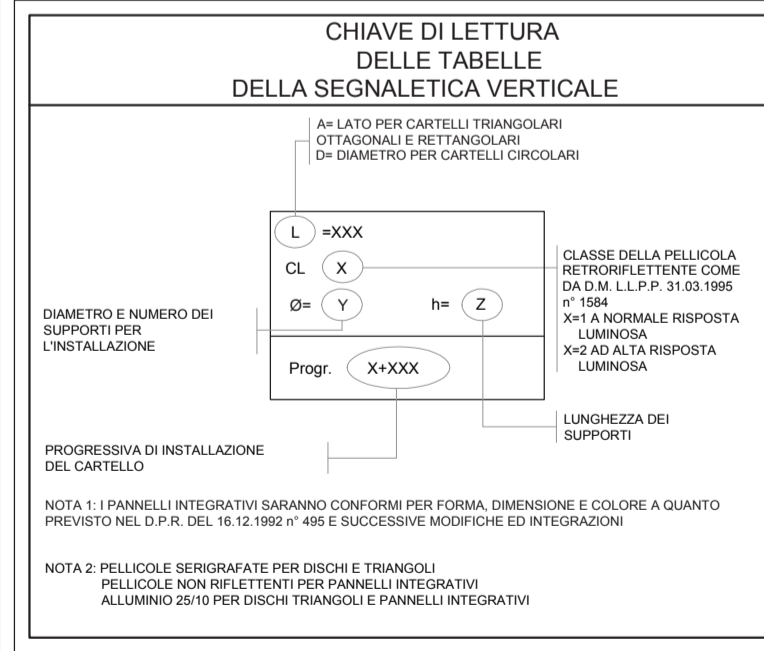 CHIAVE DI LETTURA
DELLE TABELLE
DELLA SEGNALETICA VERTICALE
A= LATO PER CARTELLI TRIANGOLARI
OTTAGONALI E RETTANGOLARI
D= DIAMETRO PER CARTELLI CIRCOLARI
L =XXX
CL X
Ø= Y h= Z
Progr. X+XXX
CLASSE DELLA PELLICOLA
RETRORIFLETTENTE COME
DA D.M. L.L.P.P. 31.03.1995
n° 1584
X=1 A NORMALE RISPOSTA
LUMINOSA
X=2 AD ALTA RISPOSTA
LUMINOSA
DIAMETRO E NUMERO DEI
SUPPORTI PER
L'INSTALLAZIONE
LUNGHEZZA DEI
SUPPORTI
PROGRESSIVA DI INSTALLAZIONE
DEL CARTELLO
NOTA 1: I PANNELLI INTEGRATIVI SARANNO CONFORMI PER FORMA, DIMENSIONE E COLORE A QUANTO
PREVISTO NEL D.P.R. DEL 16.12.1992 n° 495 E SUCCESSIVE MODIFICHE ED INTEGRAZIONI
NOTA 2: PELLICOLE SERIGRAFATE PER DISCHI E TRIANGOLI
PELLICOLE NON RIFLETTENTI PER PANNELLI INTEGRATIVI
ALLUMINIO 25/10 PER DISCHI TRIANGOLI E PANNELLI INTEGRATIVI